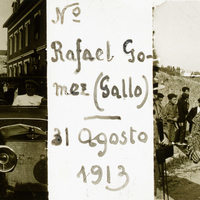 Nº
Rafael Go-
mez (Gallo)
31 Agosto
1913